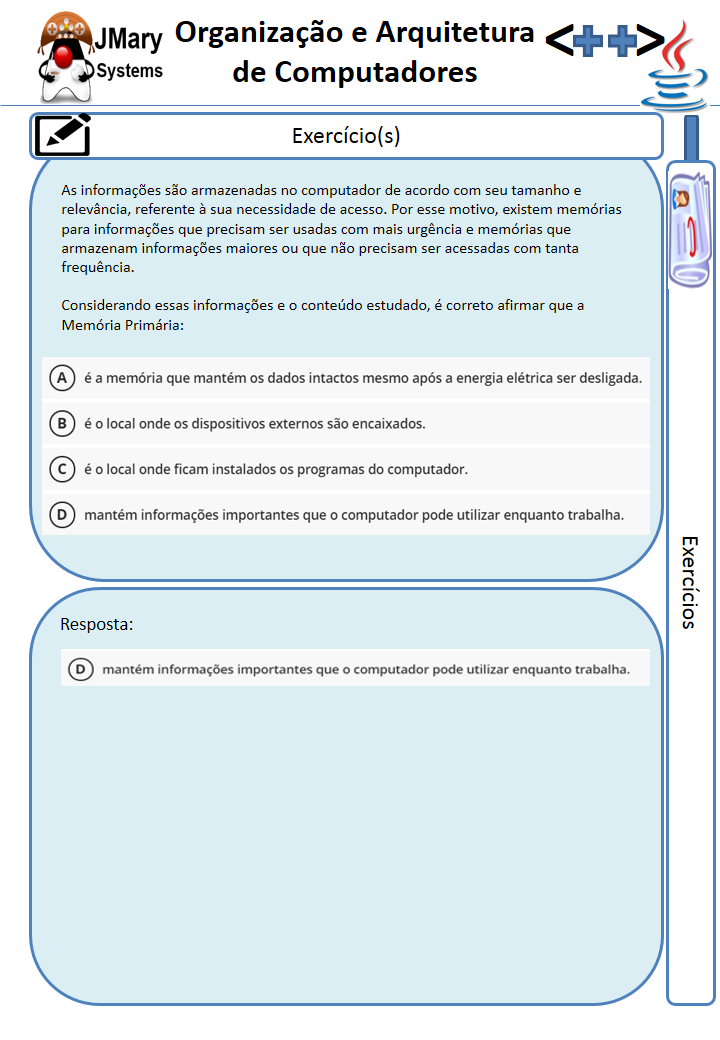 JMary
Systems
Organização e Arquitetura
de Computadores
<++>
Exercício(s)
As informações são armazenadas no computador de acordo com seu tamanho e
relevância, referente à sua necessidade de acesso. Por esse motivo, existem memórias
para informações que precisam ser usadas com mais urgência e memórias que
armazenam informações maiores ou que não precisam ser acessadas com tanta
frequência.
Considerando essas informações e o conteúdo estudado, é correto afirmar que a
Memória Primária:
A é a memória que mantém os dados intactos mesmo após a energia elétrica ser desligada.
B é o local onde os dispositivos externos são encaixados.
C é o local onde ficam instalados os programas do computador.
D mantém informações importantes que o computador pode utilizar enquanto trabalha.
Resposta:
D mantém informações importantes que o computador pode utilizar enquanto trabalha.
Exercícios